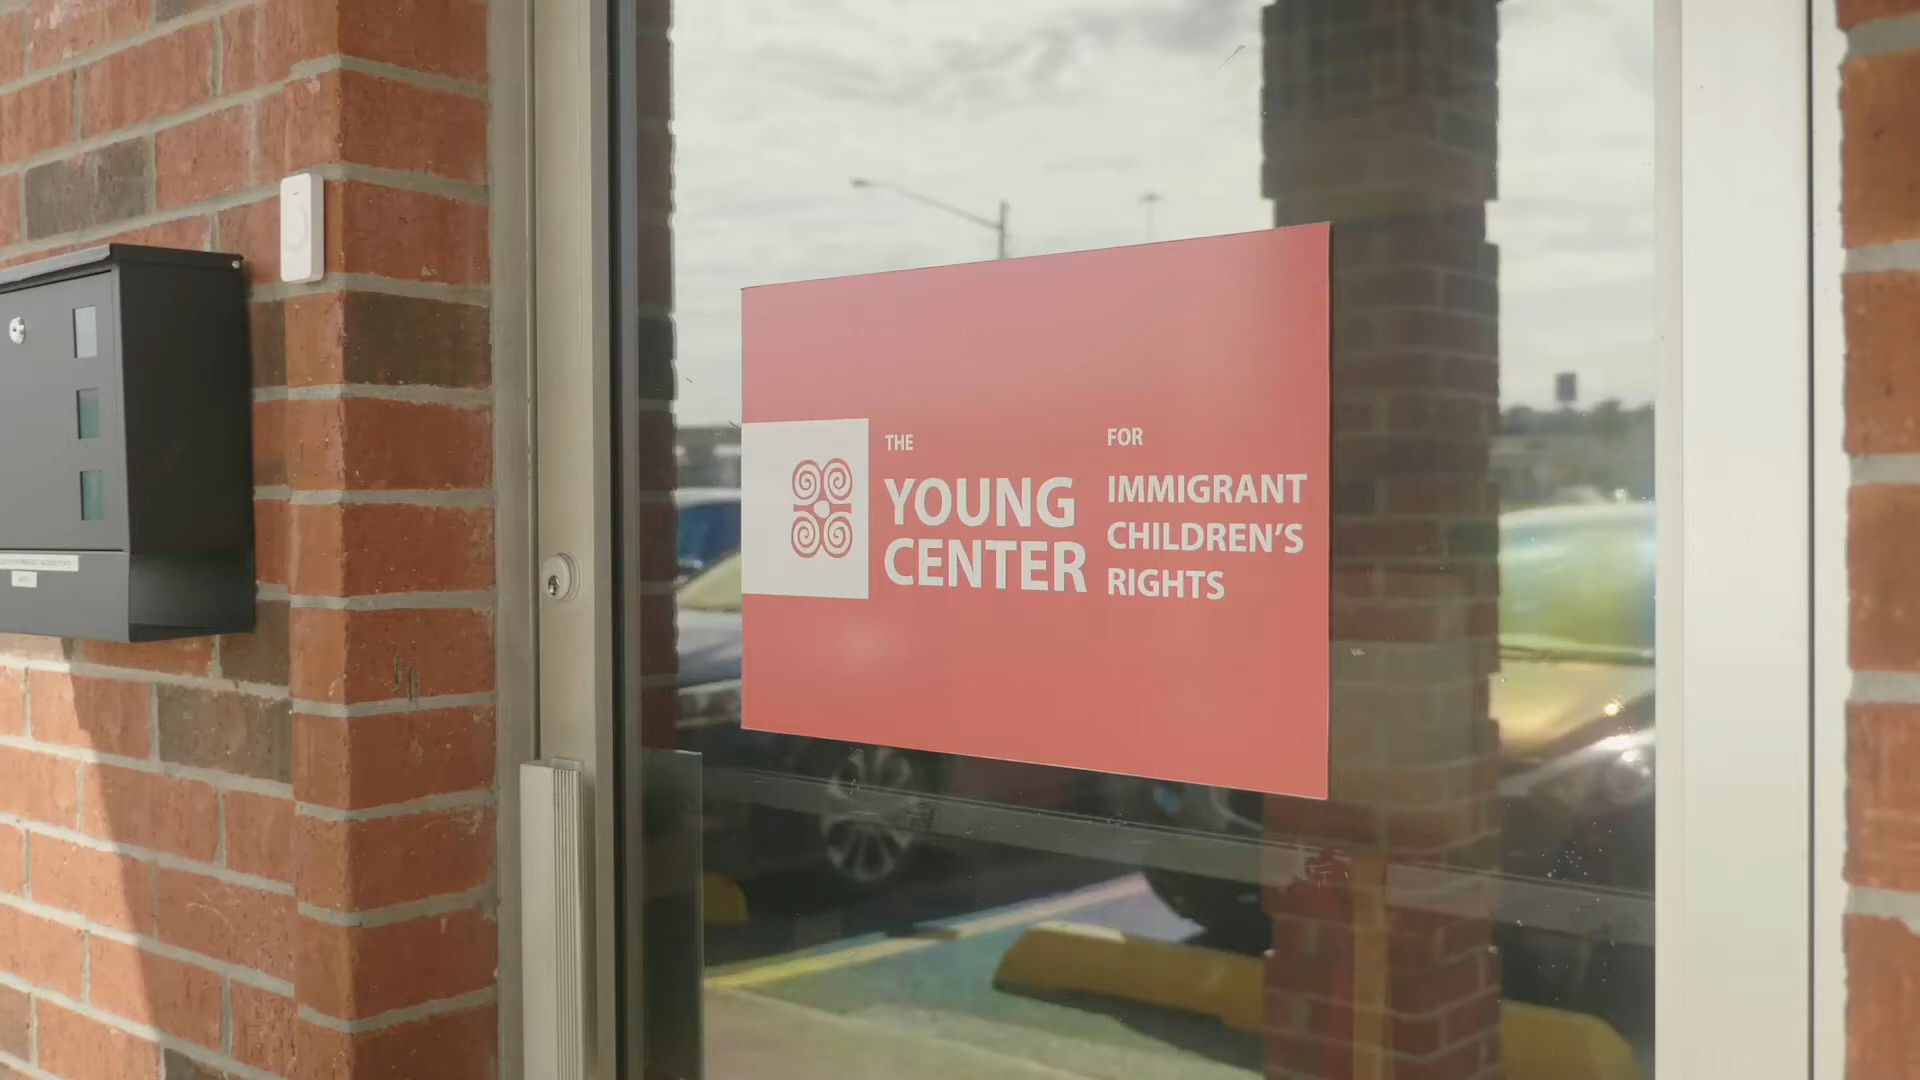 THE
YOUNG
CENTER
FOR
IMMIGRANT
CHILDREN'S
RIGHTS